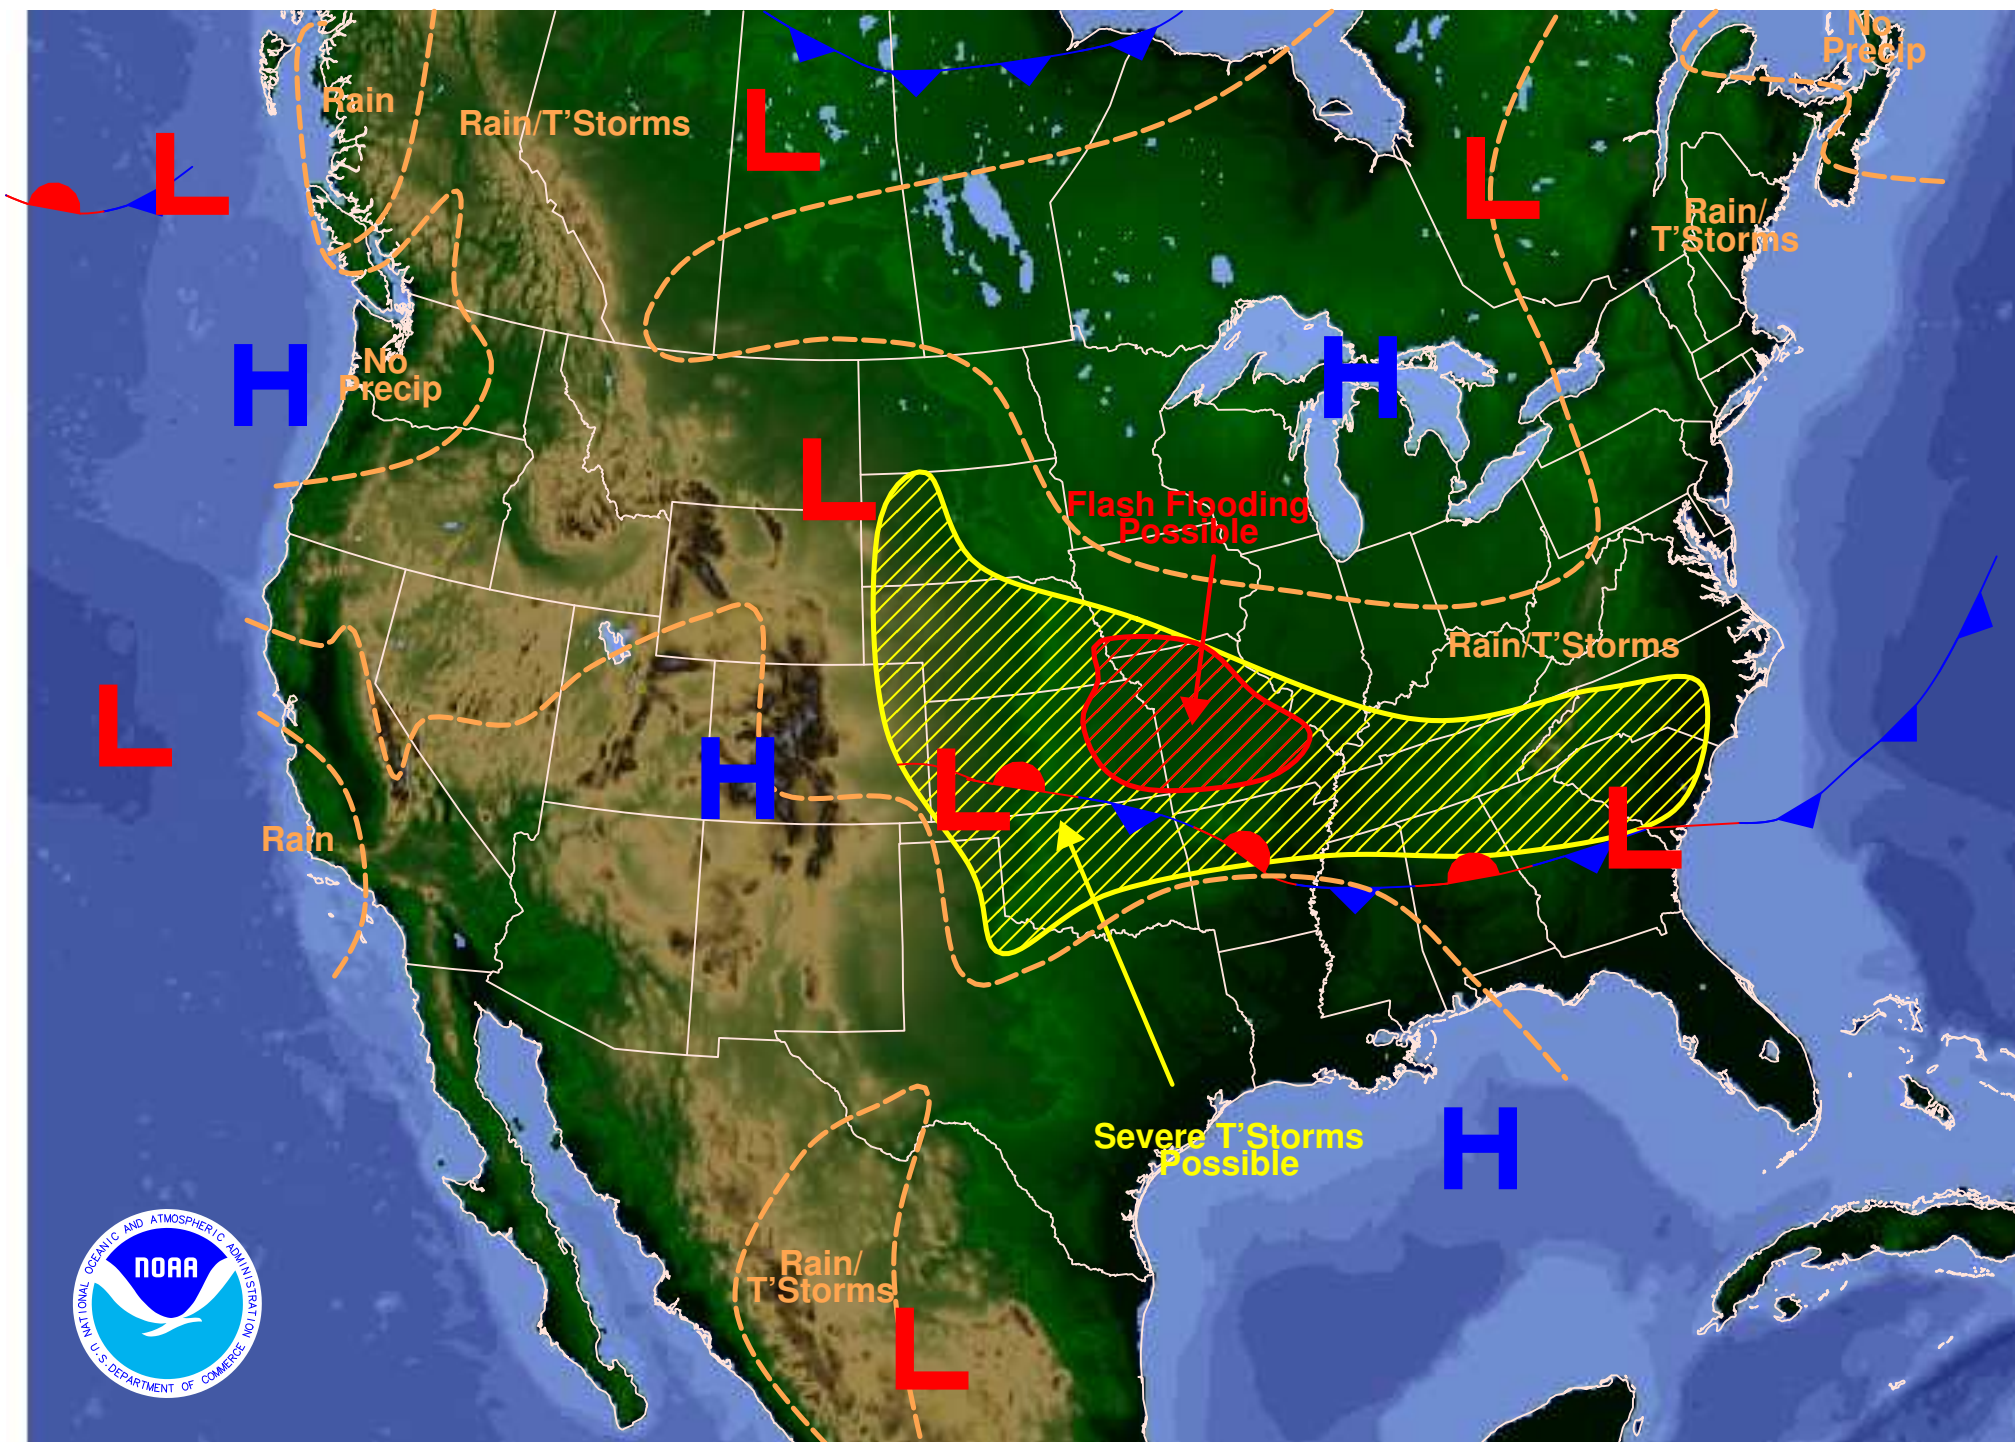 No
Precip
Rain
Rain/T'Storms
L
L
L
Rain/
T'Storms
H
No
Precip
H
L
Flash Flooding
Possible
Rain/T'Storms
L
H
L
L
Rain
Severe T'Storms
Possible
H
Rain/
T'Storms
L
NATIONAL OCEANIC AND ATMOSPHERIC ADMINISTRATION
NOAA
U.S. DEPARTMENT OF COMMERCE